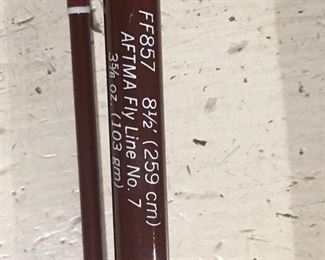 FF857 8½' (259 cm)
AFTMA Fly Line No. 7
3⅝ oz. (103 gm)